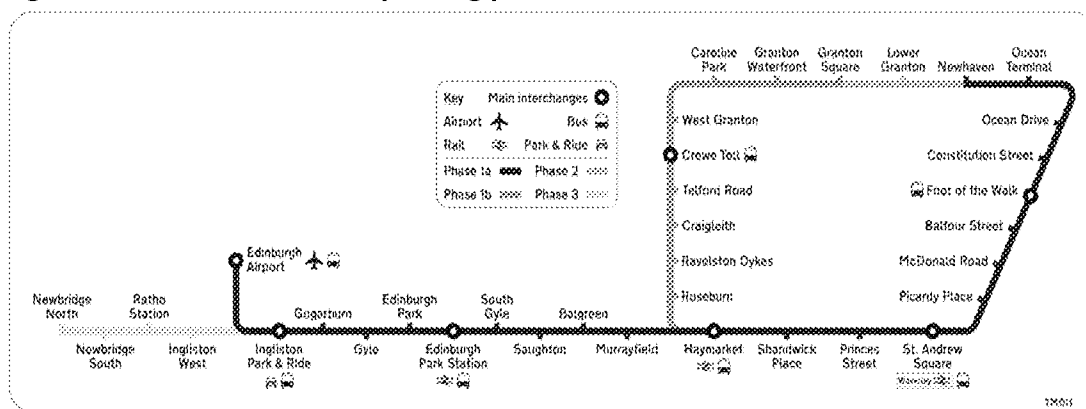 Caroline
Park
Granton
Waterfront
Granton
Square
Lower
Granton
Newhaven
Ocean
Terminal
Key
Main interchanges
Airport
Bus
Rail
Park & Ride
Phase 1a
Phase 2
Phase 1b
Phase 3
West Granton
Crewe Toll
Telford Road
Craigleith
Ravelston Dykes
Roseburn
Ocean Drive
Constitution Street
Foot of the Walk
Balfour Street
McDonald Road
Picardy Place
Edinburgh
Airport
Newbridge
North
Ratho
Station
Gogarburn
Edinburgh
Park
South
Gyle
Balgreen
Newbridge
South
Ingliston
West
Ingliston
Park & Ride
Gyle
Edinburgh
Park Station
Saughton
Murrayfield
Haymarket
Shandwick
Place
Princes
Street
St. Andrew
Square
Waverley